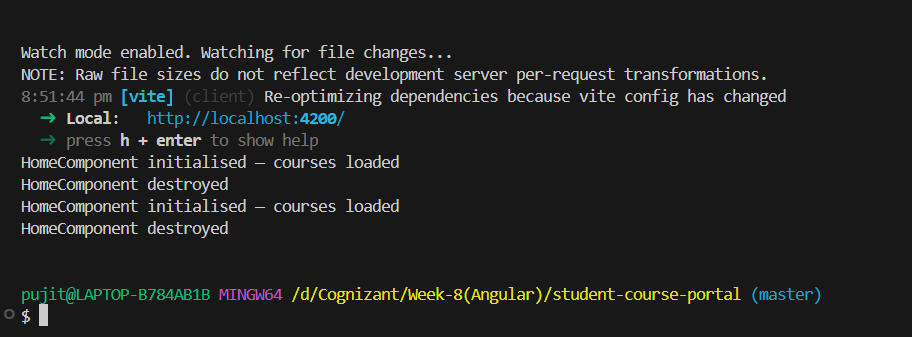 Watch mode enabled. Watching for file changes...
NOTE: Raw file sizes do not reflect development server per-request transformations.
8:51:44 pm [vite] (client) Re-optimizing dependencies because vite config has changed
➜ Local: http://localhost:4200/
➜ press h + enter to show help
HomeComponent initialised — courses loaded
HomeComponent destroyed
HomeComponent initialised — courses loaded
HomeComponent destroyed
pujit@LAPTOP-B784AB1B MINGW64 /d/Cognizant/Week-8(Angular)/student-course-portal (master)
$